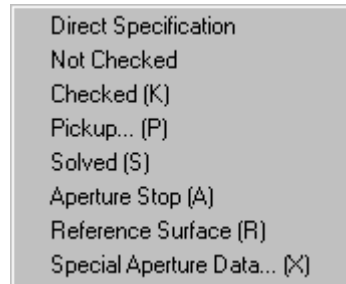 Direct Specification
Not Checked
Checked (K)
Pickup... (P)
Solved (S)
Aperture Stop (A)
Reference Surface (R)
Special Aperture Data... (X)